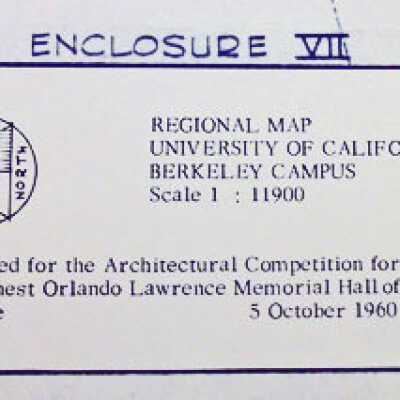 ENCLOSURE VII
NORTH
REGIONAL MAP
UNIVERSITY OF CALIFO
BERKELEY CAMPUS
Scale 1 : 11900
ed for the Architectural Competition for
nest Orlando Lawrence Memorial Hall of
e 5 October 1960